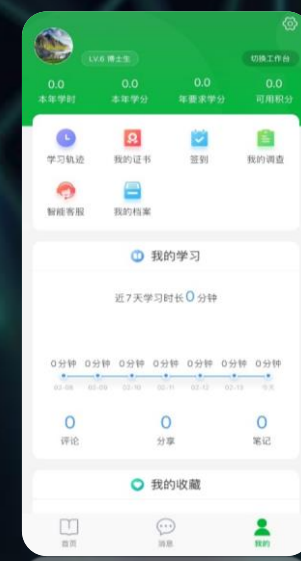 LV.6 博士生 切换工作台
0.0 0.0 0.0 0.0
本年学时 本年学分 年要求学分 可用积分
学习轨迹 我的证书 签到 我的调查
智能客服 我的档案
我的学习
近7天学习时长0分钟
0分钟 0分钟 0分钟 0分钟 0分钟 0分钟 0分钟
02-08 02-09 02-10 02-11 02-12 02-13 今天
0 0 0
评论 分享 笔记
我的收藏
首页 消息 我的